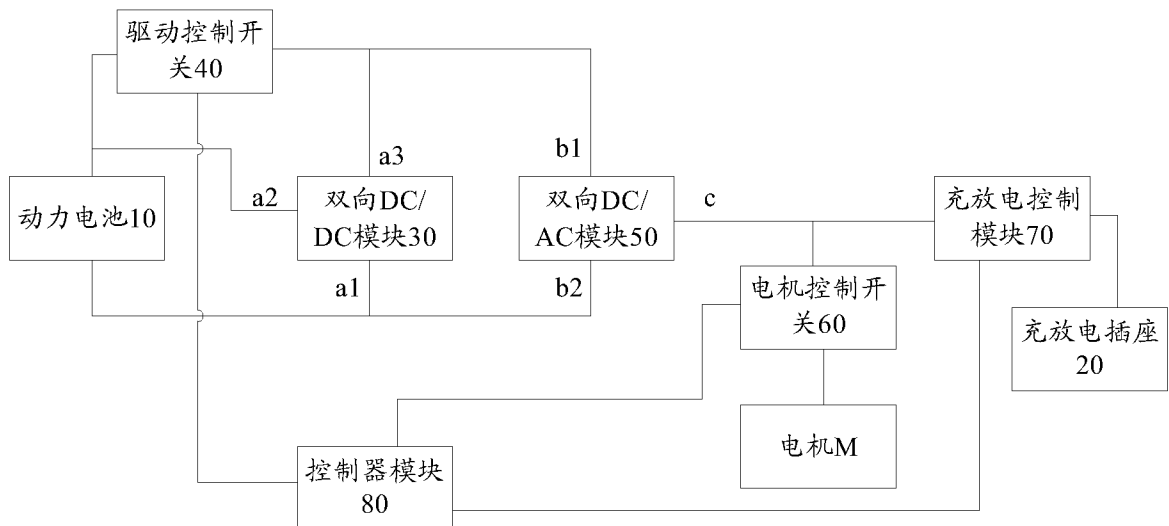 驱动控制开
关40
a3
b1
动力电池10
a2
双向DC/
DC模块30
双向DC/
AC模块50
c
充放电控制
模块70
a1
b2
电机控制开
关60
充放电插座
20
电机M
控制器模块
80